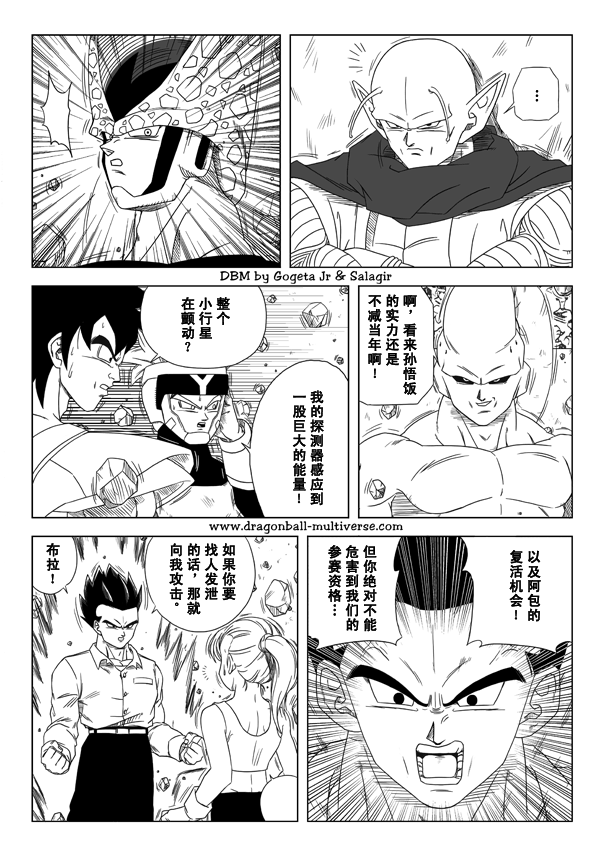 …
DBM by Gogeta Jr & Salagir
整个
小行星
在颤动？
我的探测器感应到
一股巨大的能量！
啊，看来孙悟饭
的实力还是
不减当年啊！
www.dragonball-multiverse.com
布拉！
如果你要
找人发泄
的话，那就
向我攻击。
但你绝对不能
危害到我们的
参赛资格…
以及阿包的
复活机会！